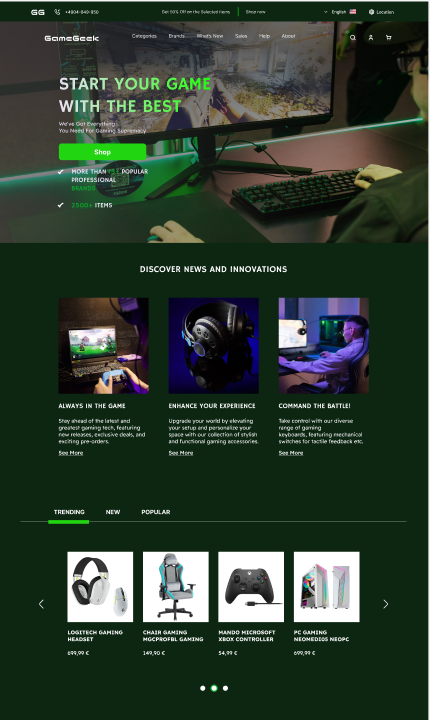 GG +4904-049-950 Get 50% Off on the Selected items Shop now English Location
GameGeek Categories Brands What's New Sales Help About
START YOUR GAME
WITH THE BEST
We've Got Everything
You Need For Gaming Supremacy
Shop
MORE THAN POPULAR
PROFESSIONAL
BRANDS
2500+ ITEMS
DISCOVER NEWS AND INNOVATIONS
ALWAYS IN THE GAME
Stay ahead of the latest and
greatest gaming tech, featuring
new releases, exclusive deals, and
exciting pre-orders.
See More
ENHANCE YOUR EXPERIENCE
Upgrade your world by elevating
your setup and personalize your
space with our collection of stylish
and functional gaming accessories.
See More
COMMAND THE BATTLE!
Take control with our diverse
range of gaming
keyboards, featuring mechanical
switches for tactile feedback etc.
See More
TRENDING NEW POPULAR
LOGITECH GAMING
HEADSET
699,99 €
CHAIR GAMING
MGCPROFBL GAMING
149,90 €
MANDO MICROSOFT
XBOX CONTROLLER
54,99 €
PC GAMING
NEOMEDIS NEOPC
699,99 €